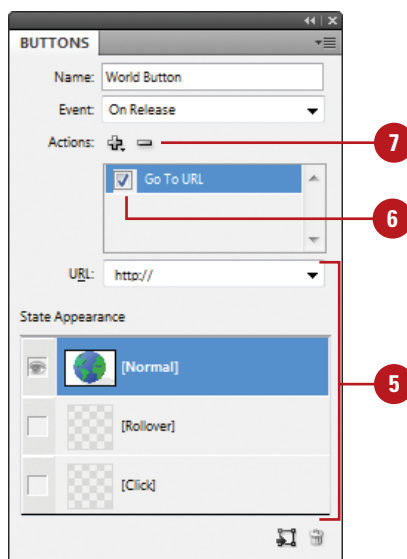 BUTTONS
Name: World Button
Event: On Release
Actions:
7
Go To URL
6
URL: http://
State Appearance
[Normal]
5
[Rollover]
[Click]